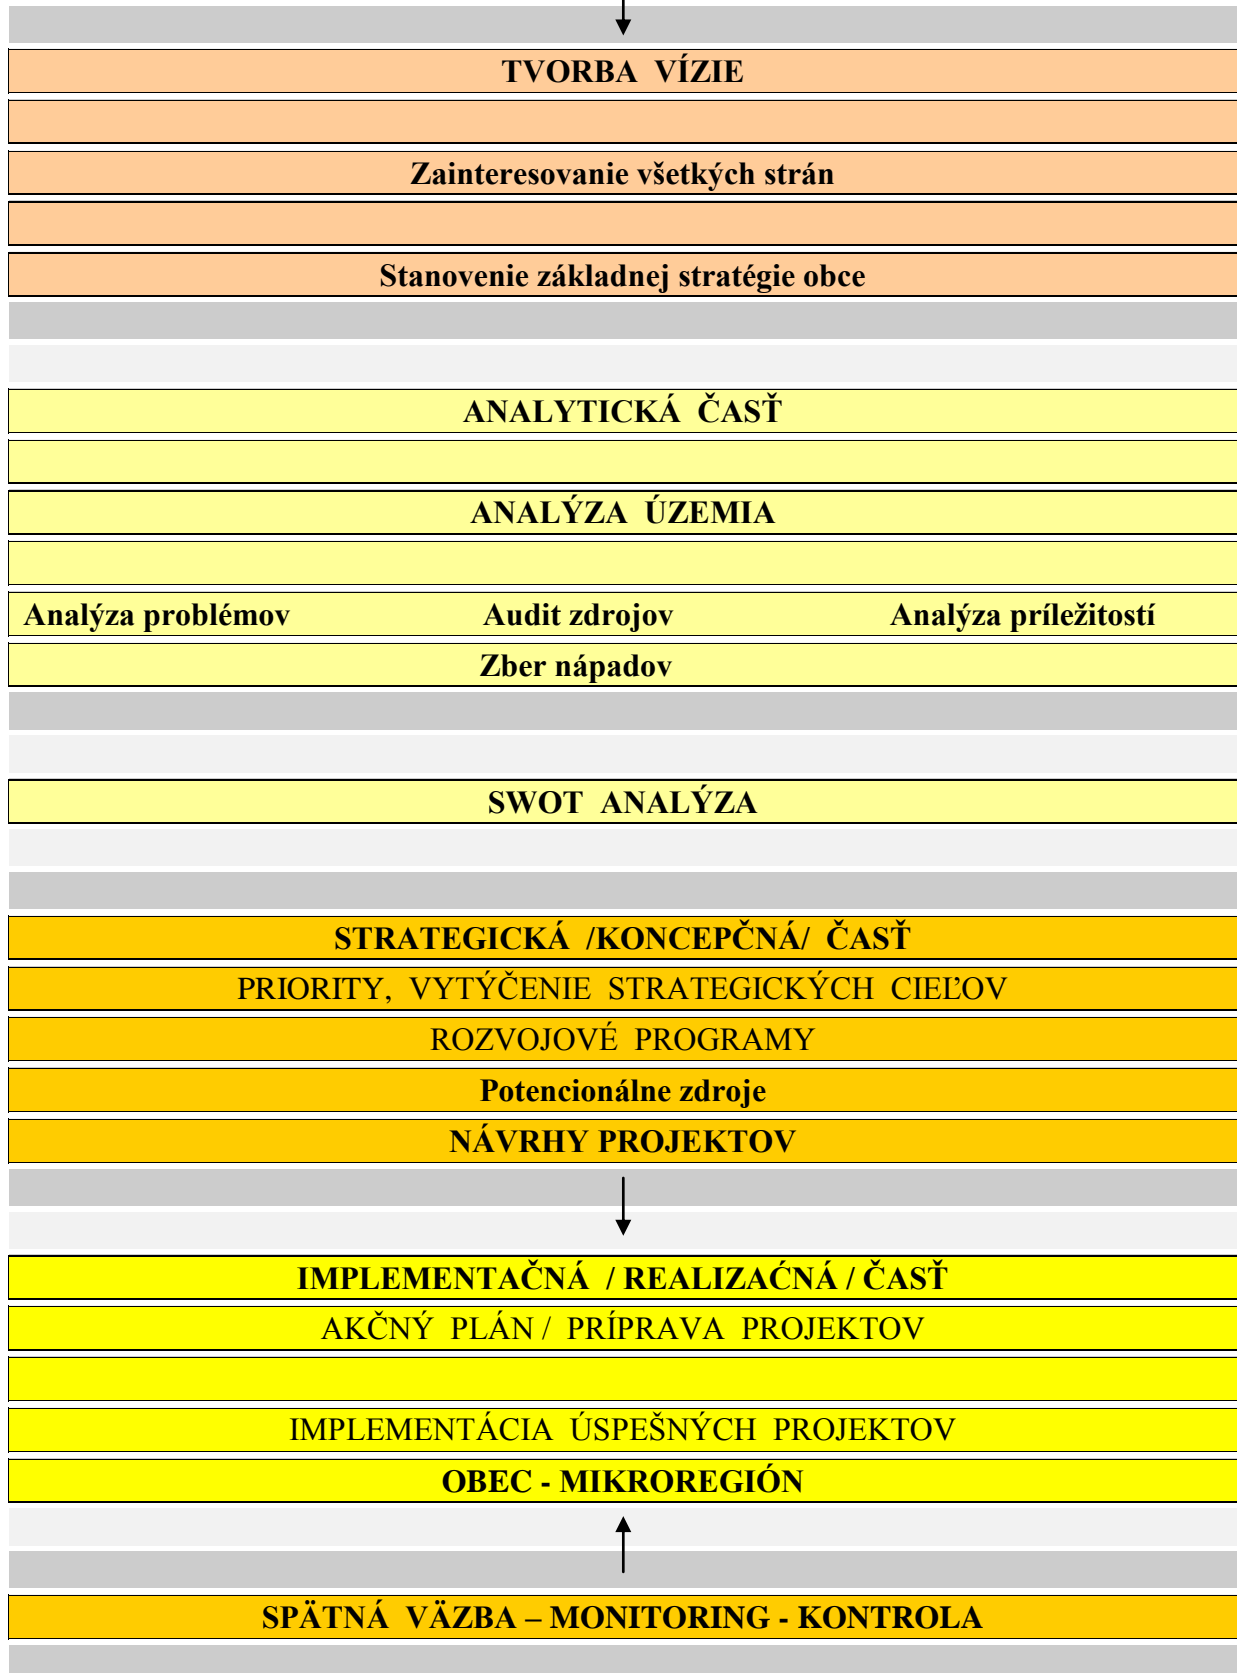 TVORBA VÍZIE
Zainteresovanie všetkých strán
Stanovenie základnej stratégie obce
ANALYTICKÁ ČASŤ
ANALÝZA ÚZEMIA
Analýza problémov Audit zdrojov Analýza príležitostí
Zber nápadov
SWOT ANALÝZA
STRATEGICKÁ /KONCEPČNÁ/ ČASŤ
PRIORITY, VYTÝČENIE STRATEGICKÝCH CIEĽOV
ROZVOJOVÉ PROGRAMY
Potencionálne zdroje
NÁVRHY PROJEKTOV
IMPLEMENTAČNÁ / REALIZAĆNÁ / ČASŤ
AKČNÝ PLÁN / PRÍPRAVA PROJEKTOV
IMPLEMENTÁCIA ÚSPEŠNÝCH PROJEKTOV
OBEC - MIKROREGIÓN
SPÄTNÁ VÄZBA – MONITORING - KONTROLA